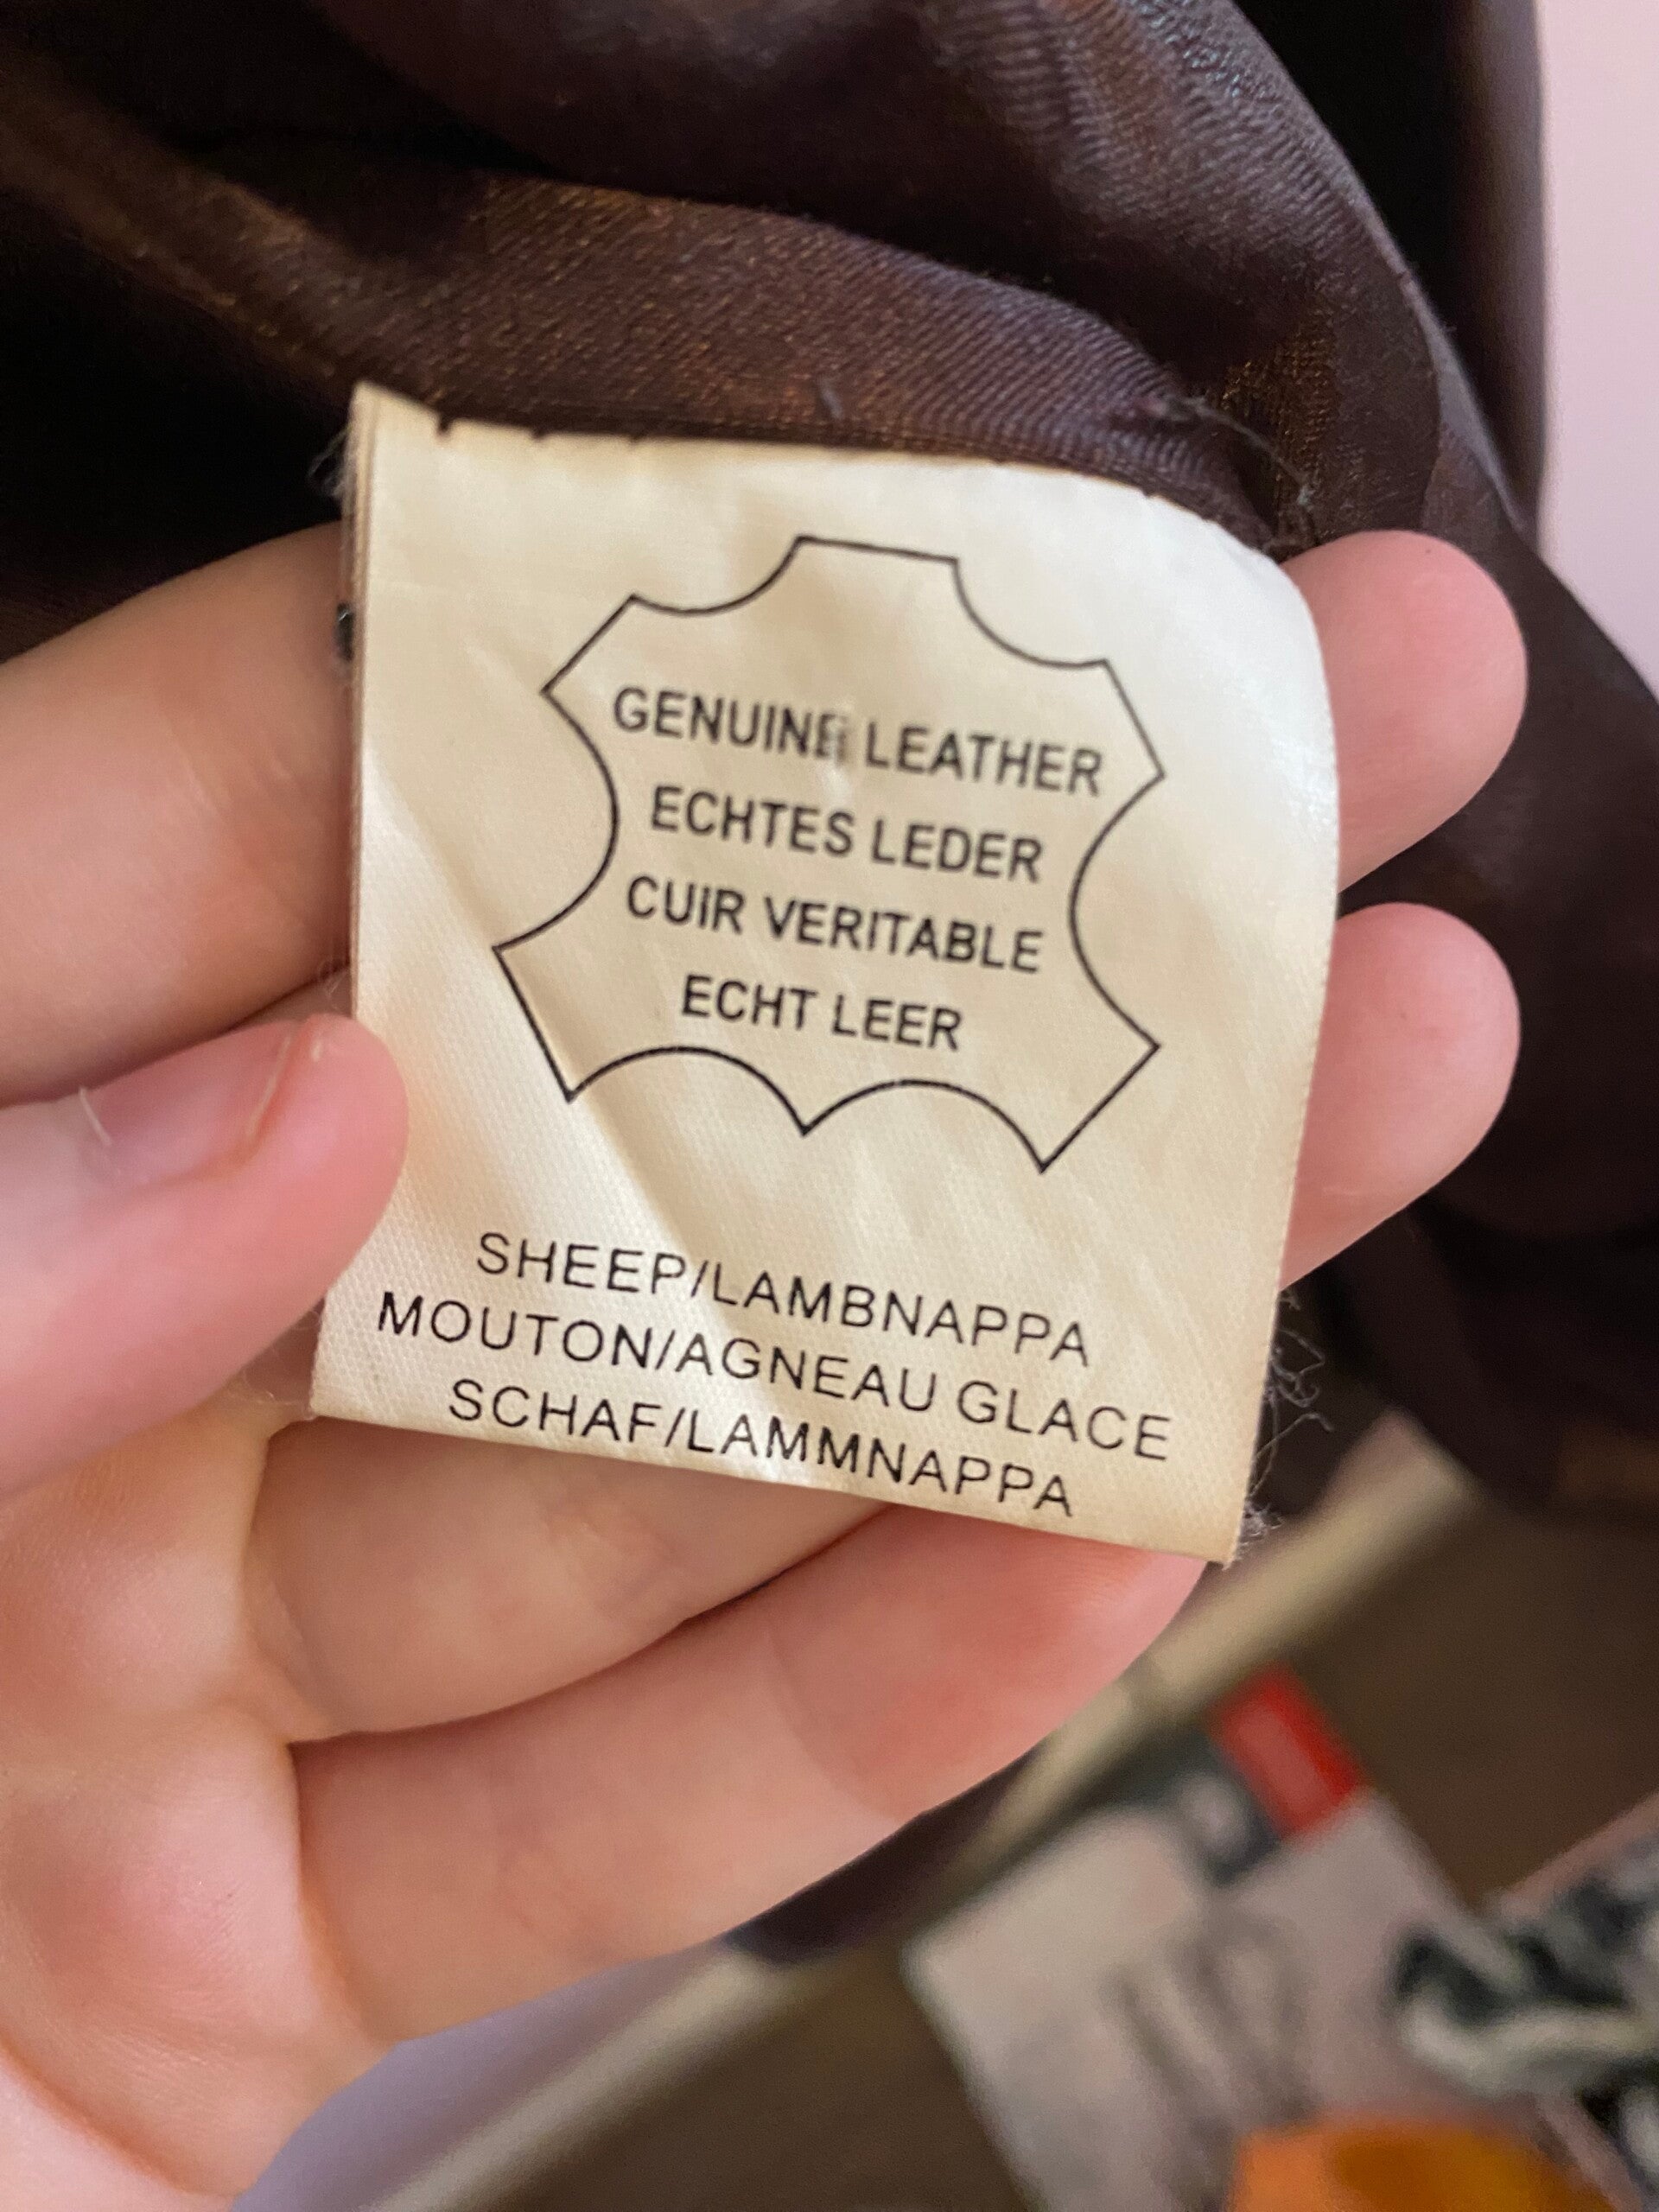 GENUINE LEATHER
ECHTES LEDER
CUIR VERITABLE
ECHT LEER
SHEEP/LAMBNAPPA
MOUTON/AGNEAU GLACE
SCHAF/LAMMNAPPA